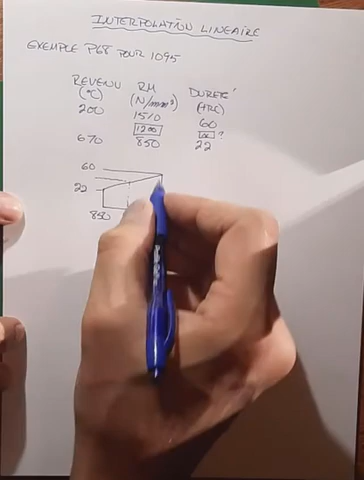 INTERPOLATION LINEAIRE
EXEMPLE P68 POUR 1095
REVENU RM DURETE'
(°C) (N/mm²) (HRC)
200 1510 60
1200 ?
670 850 22
60
22
850